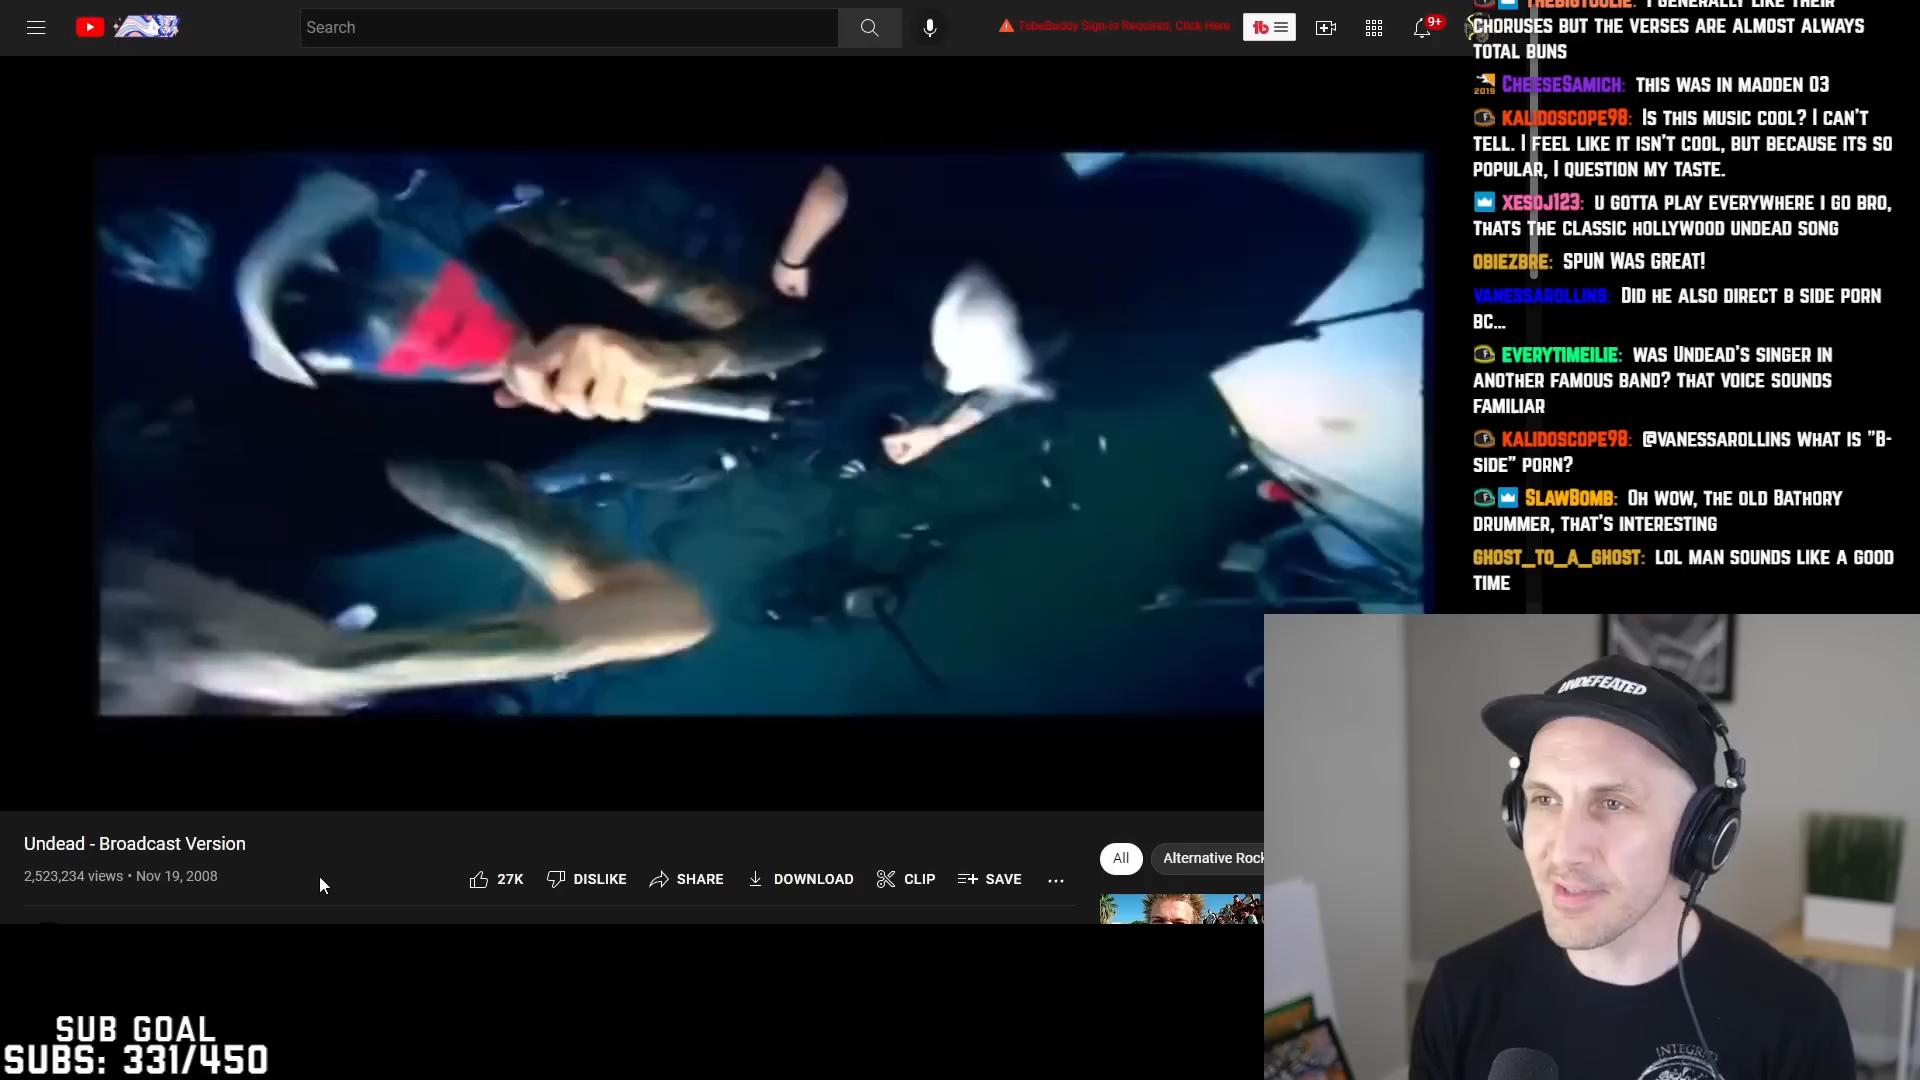 Search
TubeBuddy Sign-in Required, Click Here
9+
THEBIGTOOLIE: I GENERALLY LIKE THEIR
CHORUSES BUT THE VERSES ARE ALMOST ALWAYS
TOTAL BUNS
2019 CHEESESAMICH: THIS WAS IN MADDEN 03
KALIDOSCOPE98: IS THIS MUSIC COOL? I CAN'T
TELL. I FEEL LIKE IT ISN'T COOL, BUT BECAUSE ITS SO
POPULAR, I QUESTION MY TASTE.
XESOJ123: U GOTTA PLAY EVERYWHERE I GO BRO,
THATS THE CLASSIC HOLLYWOOD UNDEAD SONG
OBIEZBRE: SPUN WAS GREAT!
VANESSAROLLINS: DID HE ALSO DIRECT B SIDE PORN
BC...
EVERYTIMEILIE: WAS UNDEAD'S SINGER IN
ANOTHER FAMOUS BAND? THAT VOICE SOUNDS
FAMILIAR
KALIDOSCOPE98: @VANESSAROLLINS WHAT IS "B-
SIDE" PORN?
SLAWBOMB: OH WOW, THE OLD BATHORY
DRUMMER, THAT'S INTERESTING
GHOST_TO_A_GHOST: LOL MAN SOUNDS LIKE A GOOD
TIME
UNDEFEATED
Undead - Broadcast Version
2,523,234 views • Nov 19, 2008
27K DISLIKE SHARE DOWNLOAD CLIP SAVE ...
All Alternative Rock
SUB GOAL
SUBS: 331/450